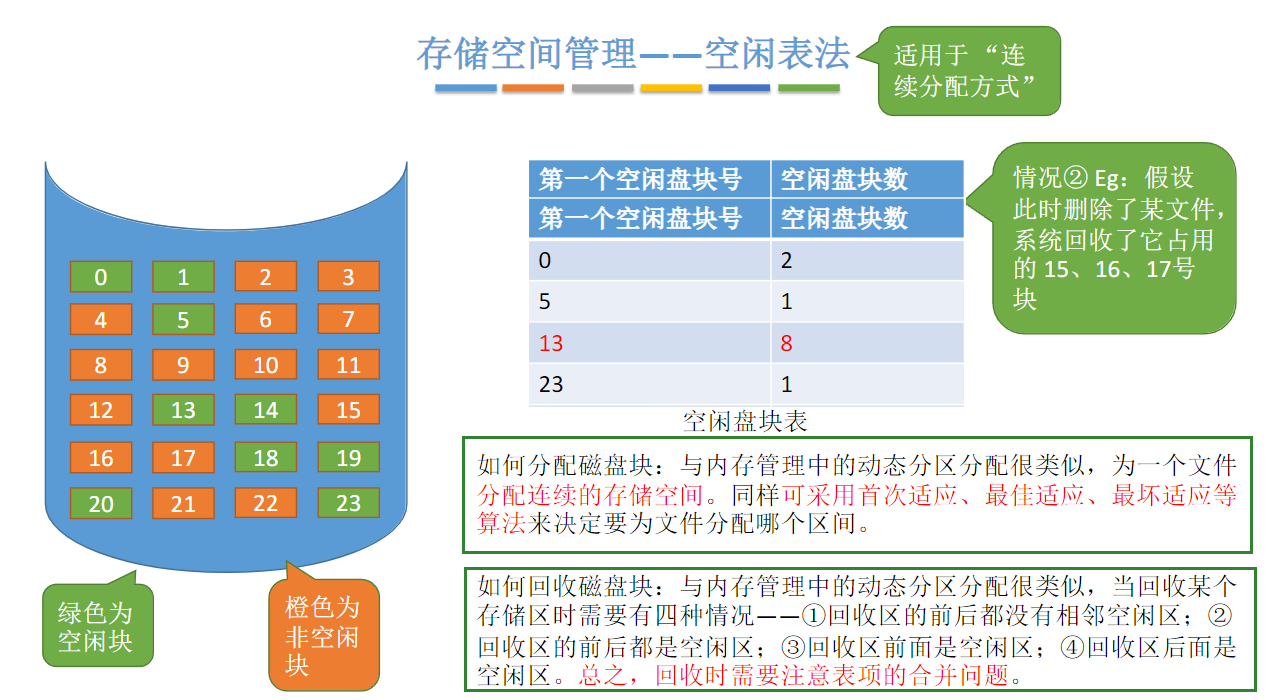 存储空间管理——空闲表法
适用于 “连
续分配方式”
0 1 2 3
4 5 6 7
8 9 10 11
12 13 14 15
16 17 18 19
20 21 22 23
绿色为
空闲块
橙色为
非空闲
块
第一个空闲盘块号 空闲盘块数
第一个空闲盘块号 空闲盘块数
0 2
5 1
13 8
23 1
空闲盘块表
情况② Eg：假设
此时删除了某文件，
系统回收了它占用
的 15、16、17号
块
如何分配磁盘块：与内存管理中的动态分区分配很类似，为一个文件
分配连续的存储空间。同样可采用首次适应、最佳适应、最坏适应等
算法来决定要为文件分配哪个区间。
如何回收磁盘块：与内存管理中的动态分区分配很类似，当回收某个
存储区时需要有四种情况——①回收区的前后都没有相邻空闲区；②
回收区的前后都是空闲区；③回收区前面是空闲区；④回收区后面是
空闲区。总之，回收时需要注意表项的合并问题。